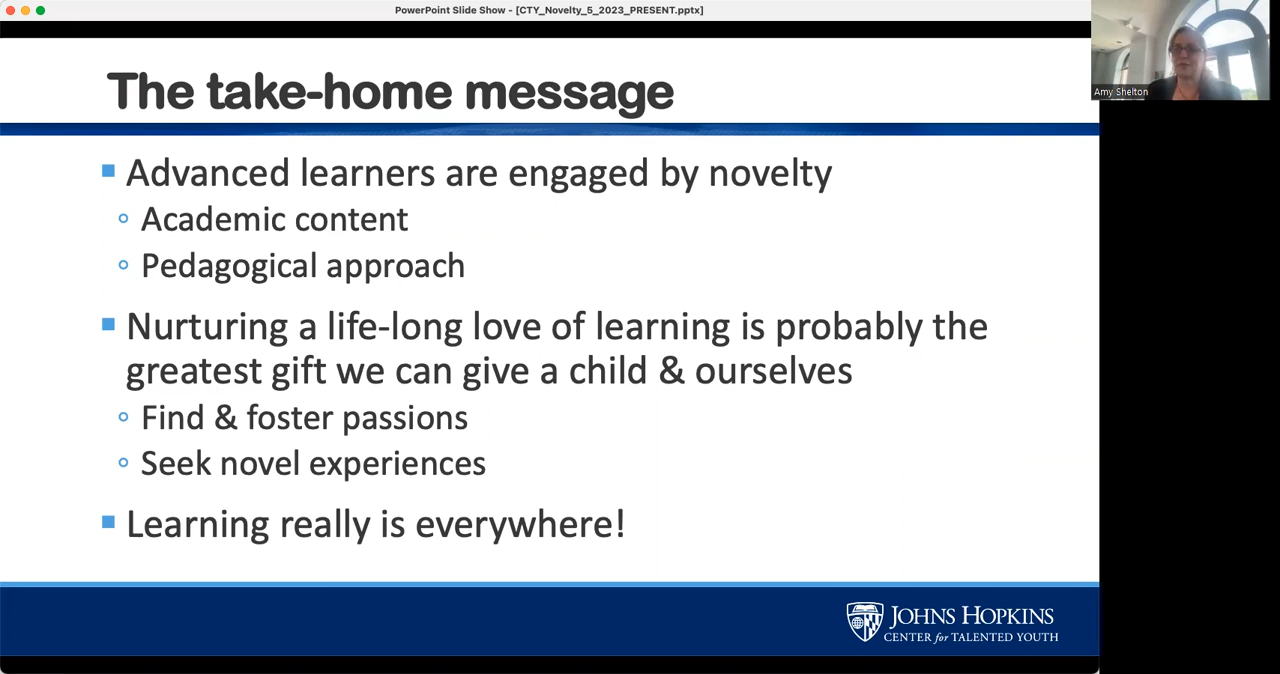 PowerPoint Slide Show - [CTY_Novelty_5_2023_PRESENT.pptx]
Amy Shelton
The take-home message
Advanced learners are engaged by novelty
Academic content
Pedagogical approach
Nurturing a life-long love of learning is probably the
greatest gift we can give a child & ourselves
Find & foster passions
Seek novel experiences
Learning really is everywhere!
JOHNS HOPKINS
CENTER for TALENTED YOUTH